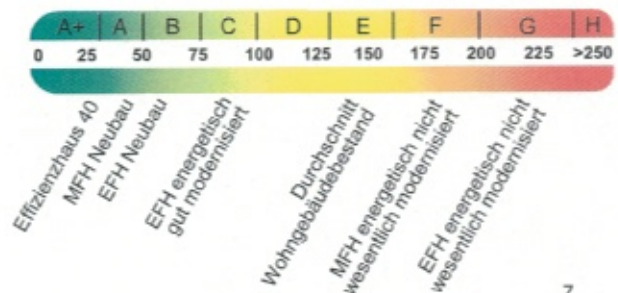 A+ A B C D E F G H
0 25 50 75 100 125 150 175 200 225 >250
Effizienzhaus 40
MFH Neubau
EFH Neubau
EFH energetisch
gut modernisiert
Durchschnitt
Wohngebäudebestand
MFH energetisch nicht
wesentlich modernisiert
EFH energetisch nicht
wesentlich modernisiert